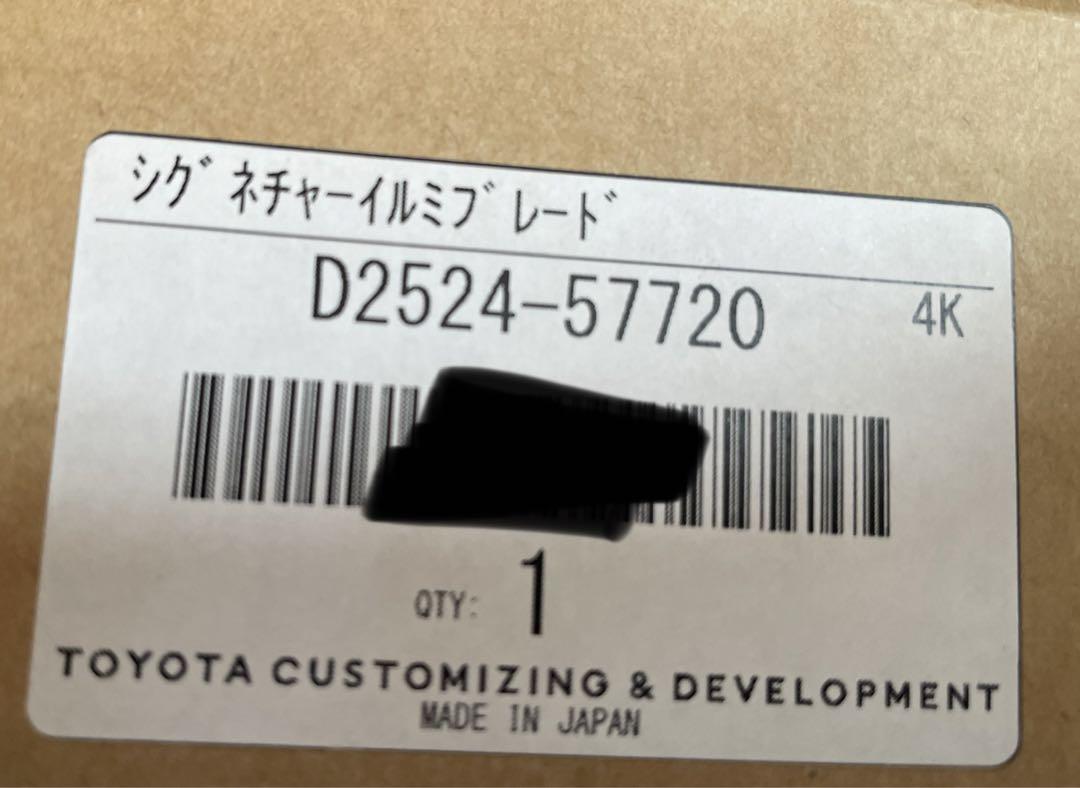 ｼｸﾞﾈﾁｬｰｲﾙﾐﾌﾞﾚｰﾄﾞ
D2524-57720 4K
QTY: 1
TOYOTA CUSTOMIZING & DEVELOPMENT
MADE IN JAPAN